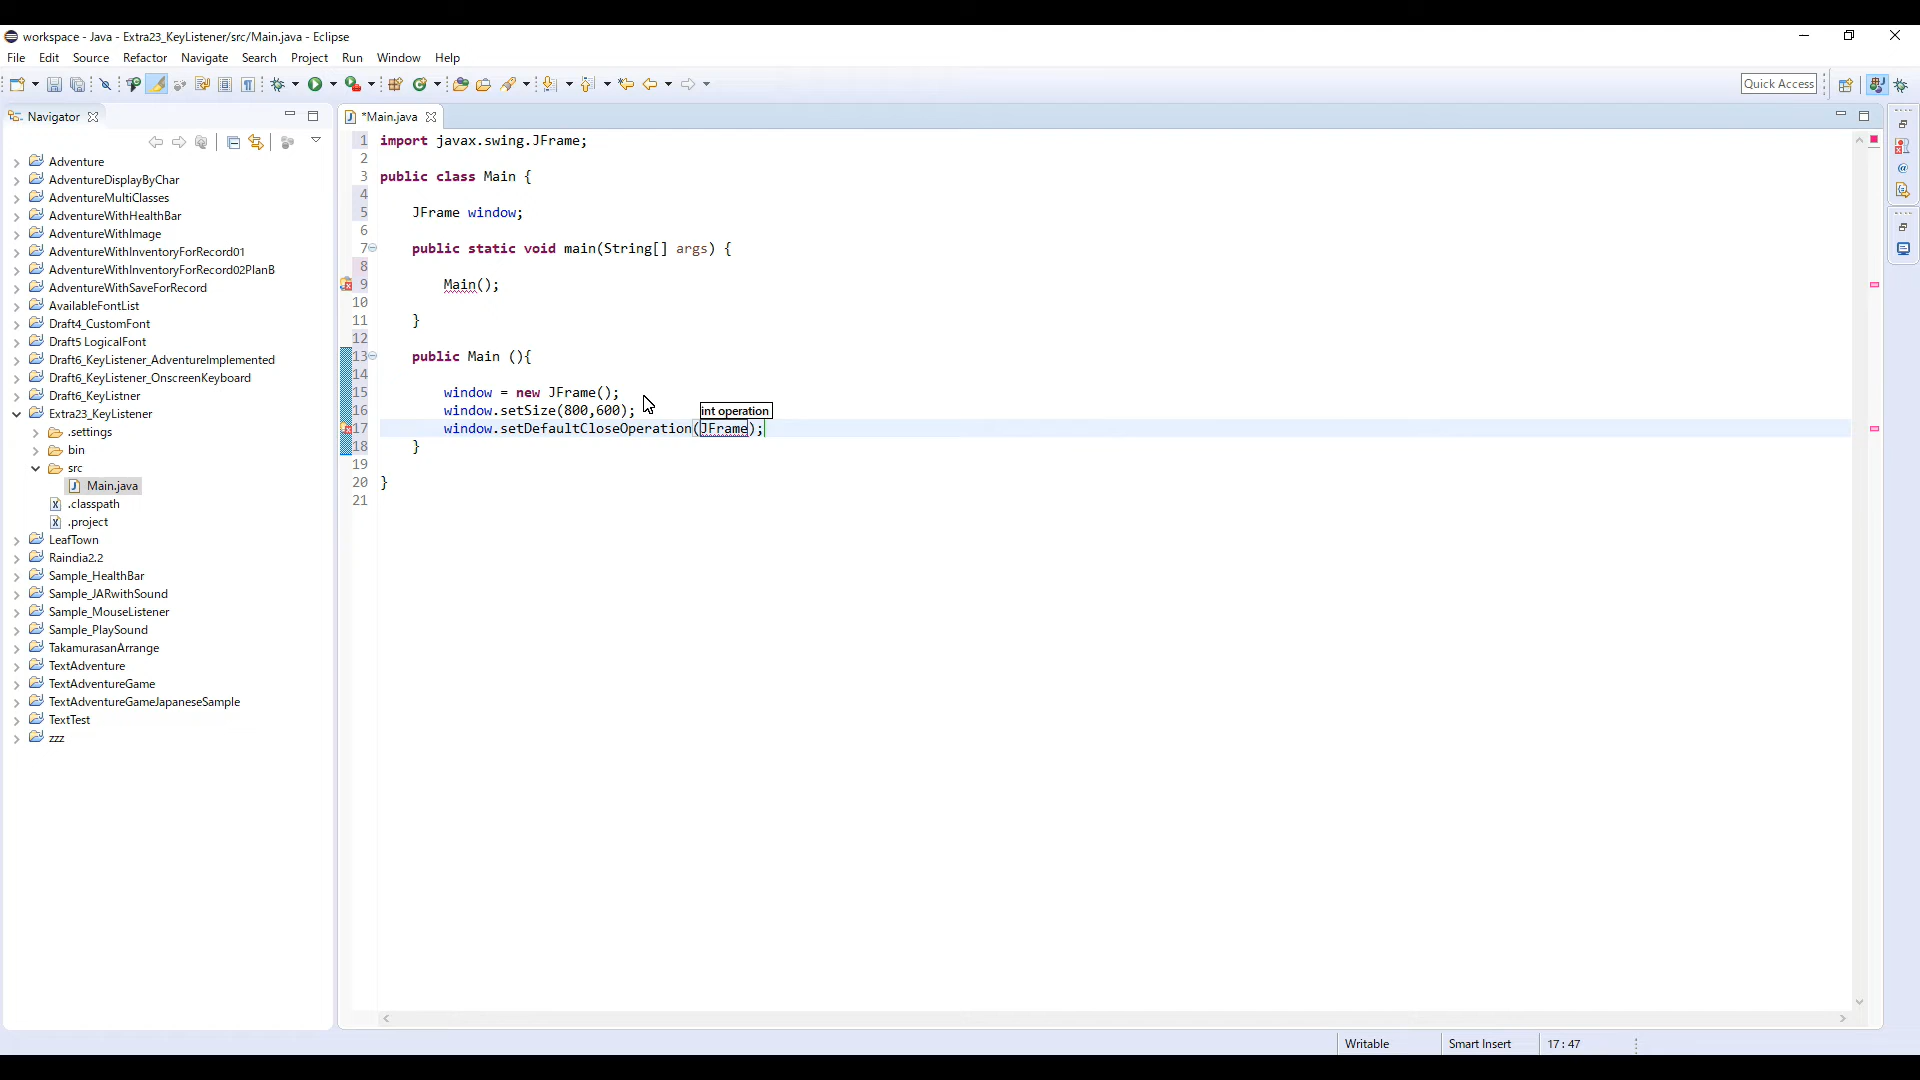 workspace - Java - Extra23_KeyListener/src/Main.java - Eclipse
File Edit Source Refactor Navigate Search Project Run Window Help
Quick Access
Navigator
*Main.java
Adventure
AdventureDisplayByChar
AdventureMultiClasses
AdventureWithHealthBar
AdventureWithImage
AdventureWithInventoryForRecord01
AdventureWithInventoryForRecord02PlanB
AdventureWithSaveForRecord
AvailableFontList
Draft4_CustomFont
Draft5 LogicalFont
Draft6_KeyListener_AdventureImplemented
Draft6_KeyListener_OnscreenKeyboard
Draft6_KeyListner
Extra23_KeyListener
.settings
bin
src
Main.java
.classpath
.project
LeafTown
Raindia2.2
Sample_HealthBar
Sample_JARwithSound
Sample_MouseListener
Sample_PlaySound
TakamurasanArrange
TextAdventure
TextAdventureGame
TextAdventureGameJapaneseSample
TextTest
zzz
1 import javax.swing.JFrame;
2
3 public class Main {
4
5 JFrame window;
6
7 public static void main(String[] args) {
8
9 Main();
10
11 }
12
13 public Main (){
14
15 window = new JFrame();
16 window.setSize(800,600);
int operation
17 window.setDefaultCloseOperation(JFrame);
18 }
19
20 }
21
Writable Smart Insert 17 : 47